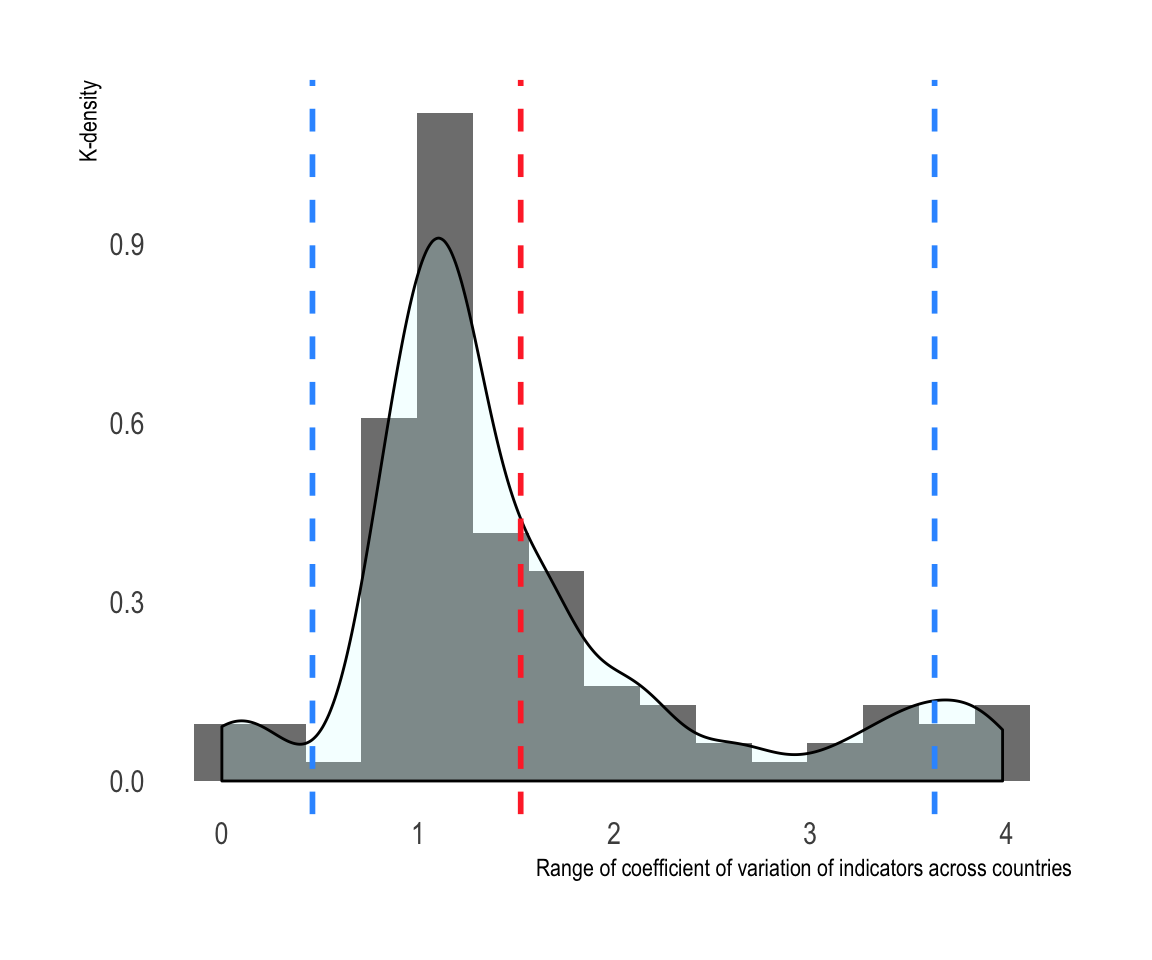 K-density
0.9
0.6
0.3
0.0
0 1 2 3 4
Range of coefficient of variation of indicators across countries